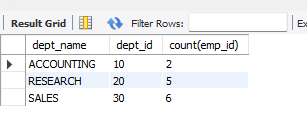 Result Grid Filter Rows: Ex
dept_name dept_id count(emp_id)
ACCOUNTING 10 2
RESEARCH 20 5
SALES 30 6